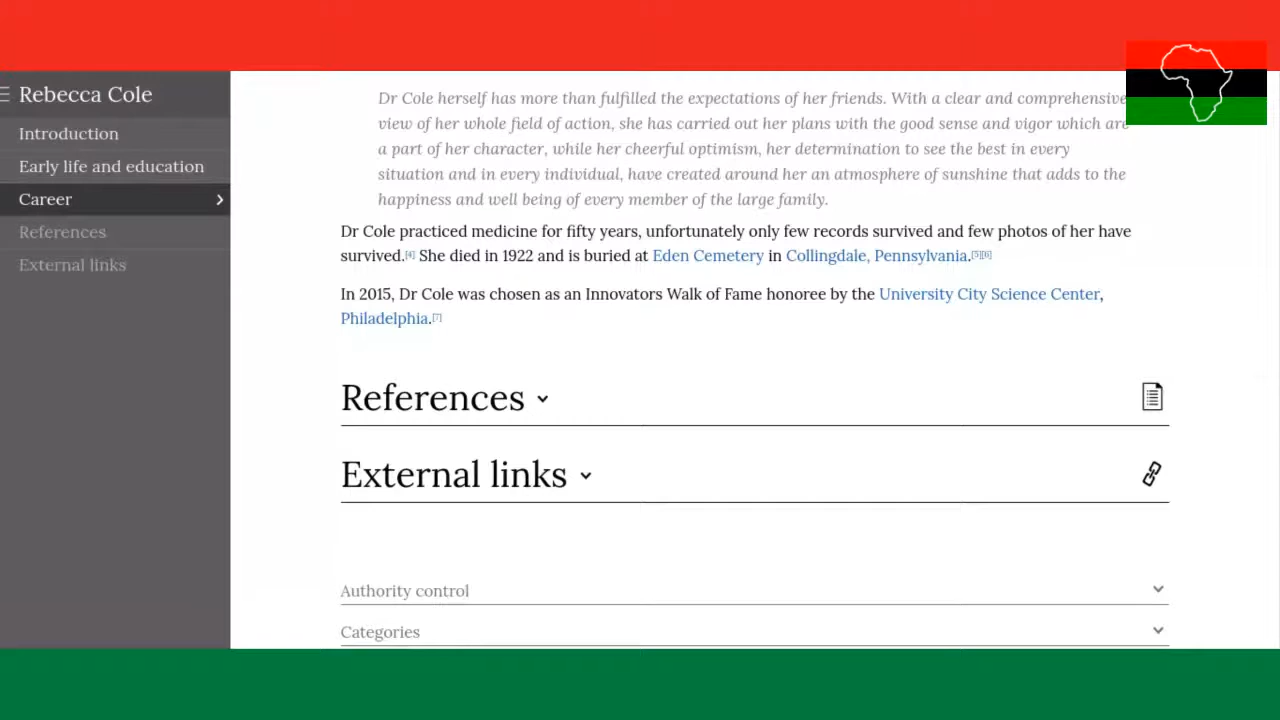 Rebecca Cole
Introduction
Early life and education
Career
References
External links
Dr Cole herself has more than fulfilled the expectations of her friends. With a clear and comprehensive
view of her whole field of action, she has carried out her plans with the good sense and vigor which are
a part of her character, while her cheerful optimism, her determination to see the best in every
situation and in every individual, have created around her an atmosphere of sunshine that adds to the
happiness and well being of every member of the large family.
Dr Cole practiced medicine for fifty years, unfortunately only few records survived and few photos of her have
survived.[4] She died in 1922 and is buried at Eden Cemetery in Collingdale, Pennsylvania.[5][6]
In 2015, Dr Cole was chosen as an Innovators Walk of Fame honoree by the University City Science Center,
Philadelphia.[7]
References
External links
Authority control
Categories